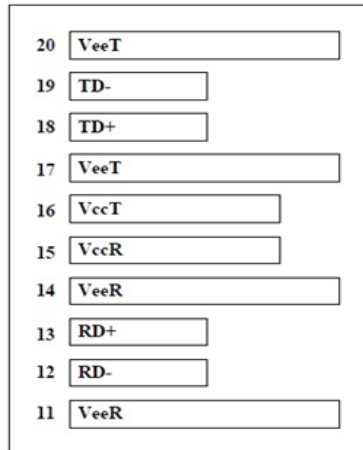 20 VeeT
19 TD-
18 TD+
17 VeeT
16 VccT
15 VccR
14 VeeR
13 RD+
12 RD-
11 VeeR